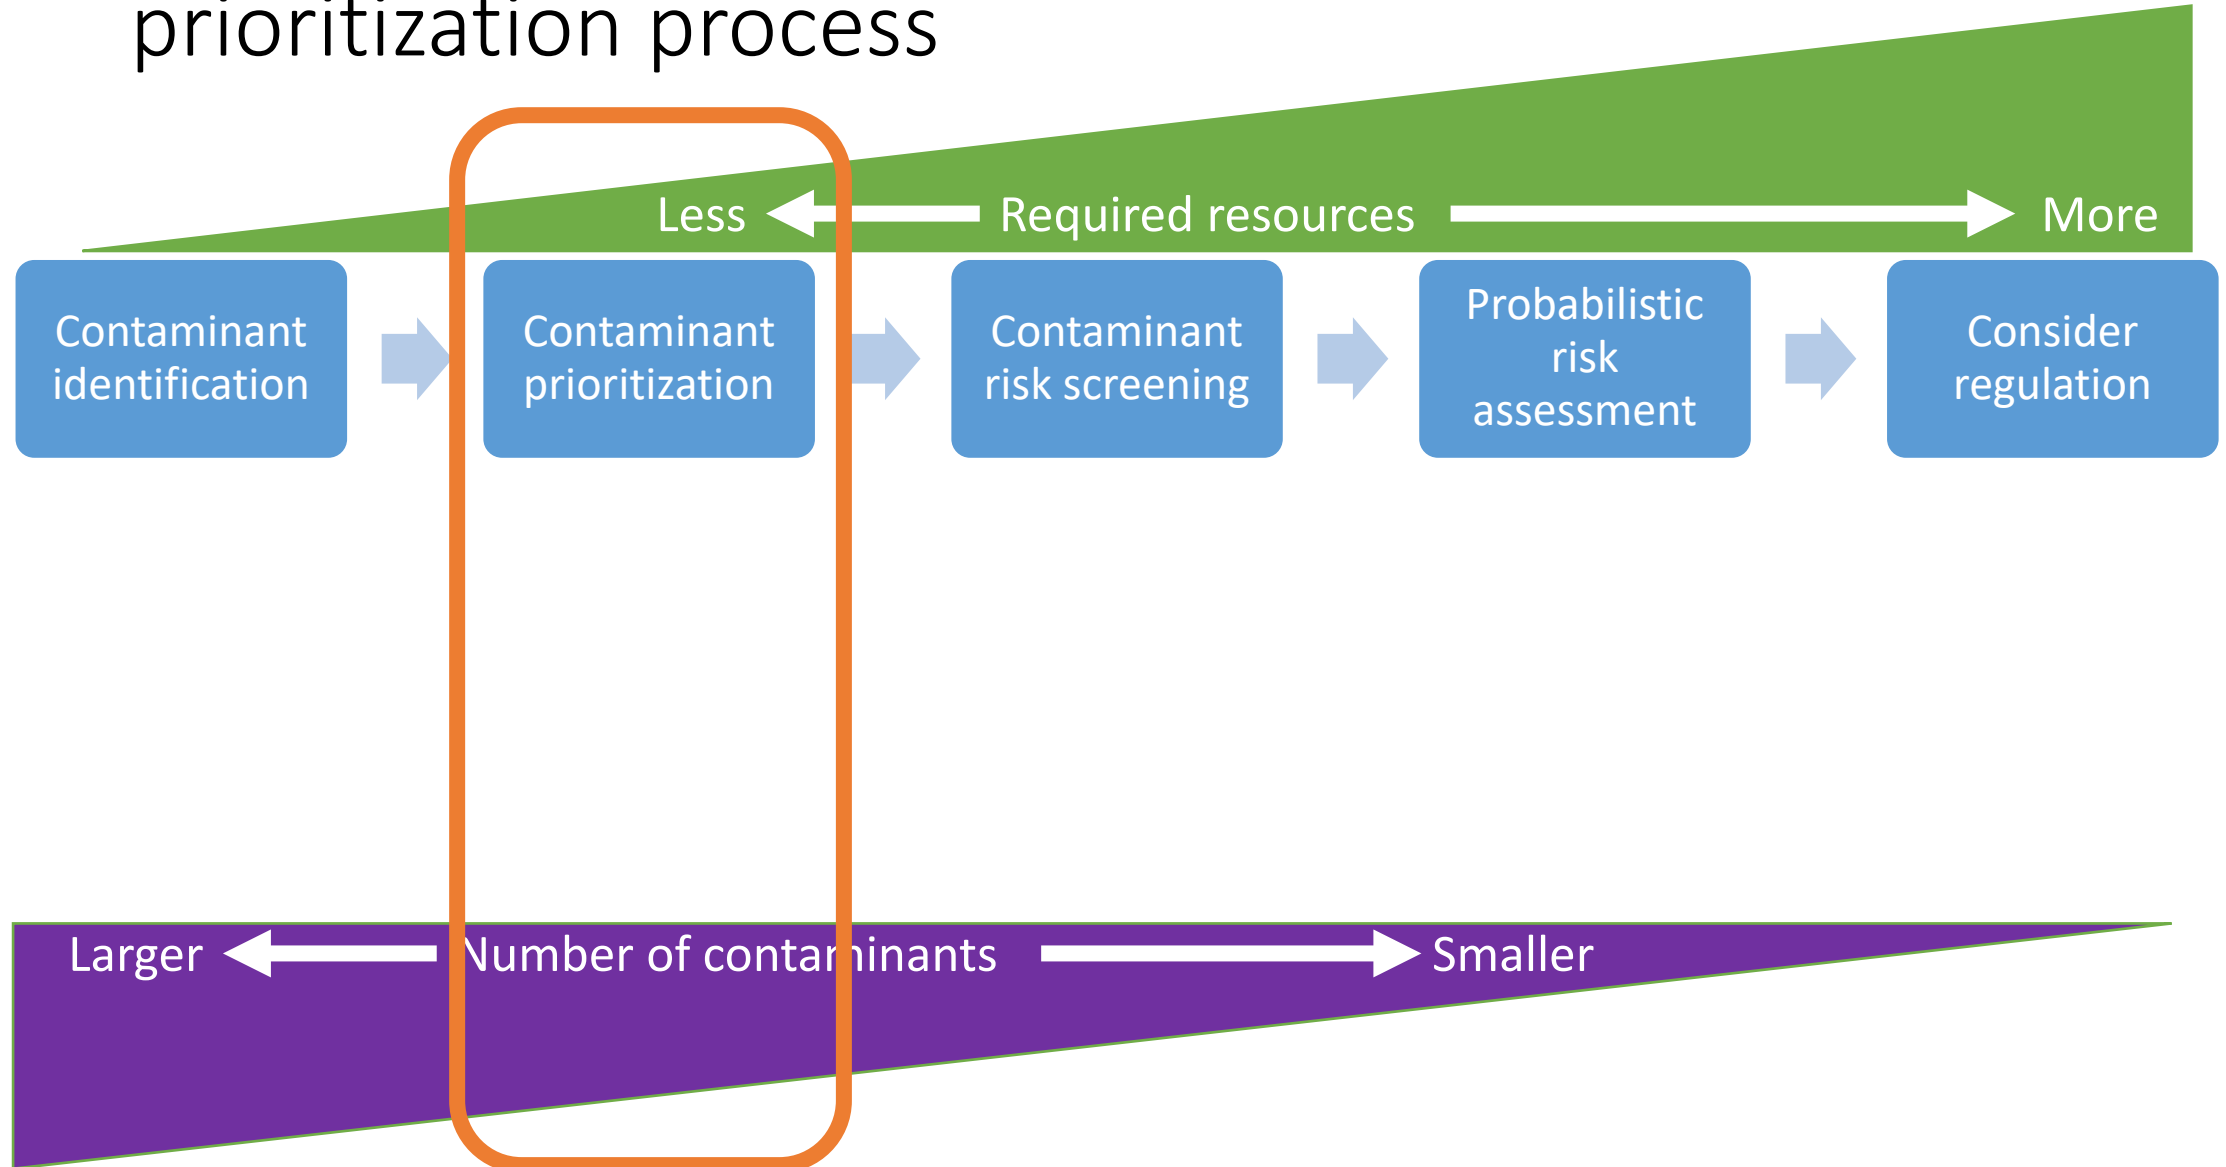 prioritization process
Less
Required resources
More
Contaminant
identification
Contaminant
prioritization
Contaminant
risk screening
Probabilistic
risk
assessment
Consider
regulation
Larger
Number of contaminants
Smaller